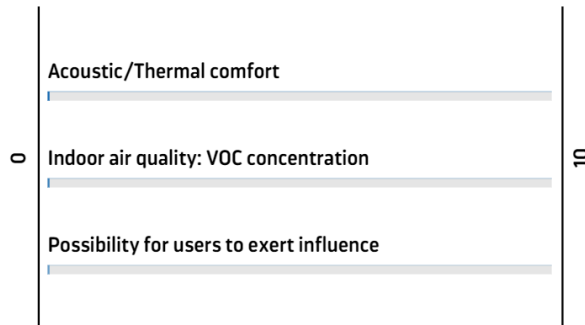 Acoustic/Thermal comfort
0
Indoor air quality: VOC concentration
10
Possibility for users to exert influence